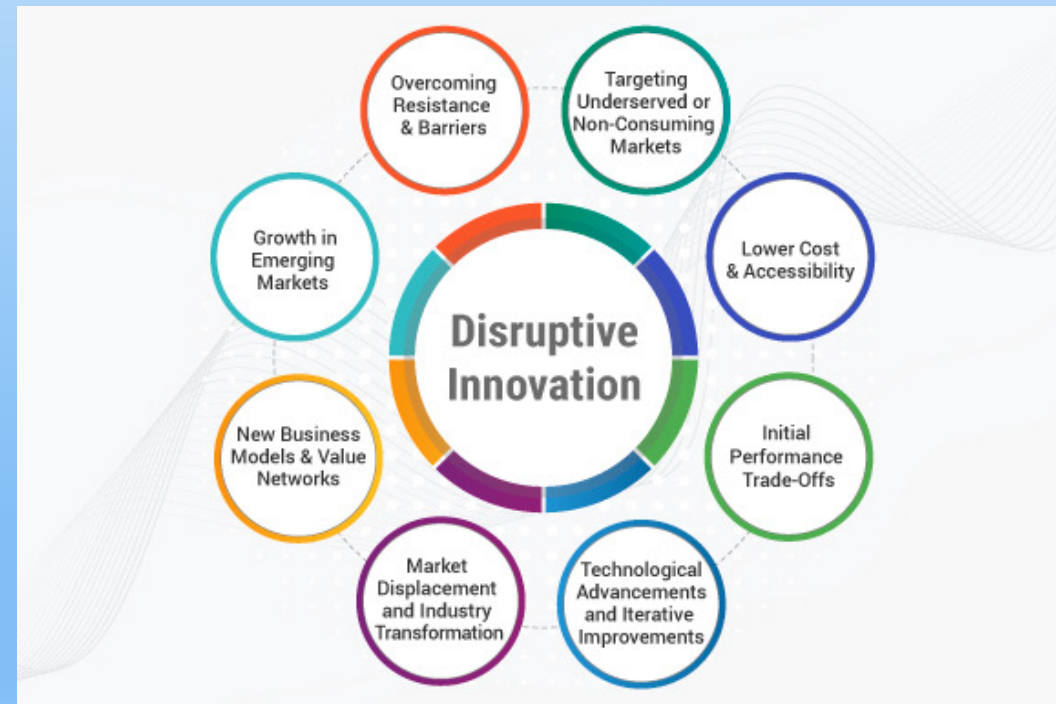 Overcoming
Resistance
& Barriers
Targeting
Underserved or
Non-Consuming
Markets
Growth in
Emerging
Markets
Lower Cost
& Accessibility
Disruptive
Innovation
New Business
Models & Value
Networks
Initial
Performance
Trade-Offs
Market
Displacement
and Industry
Transformation
Technological
Advancements
and Iterative
Improvements